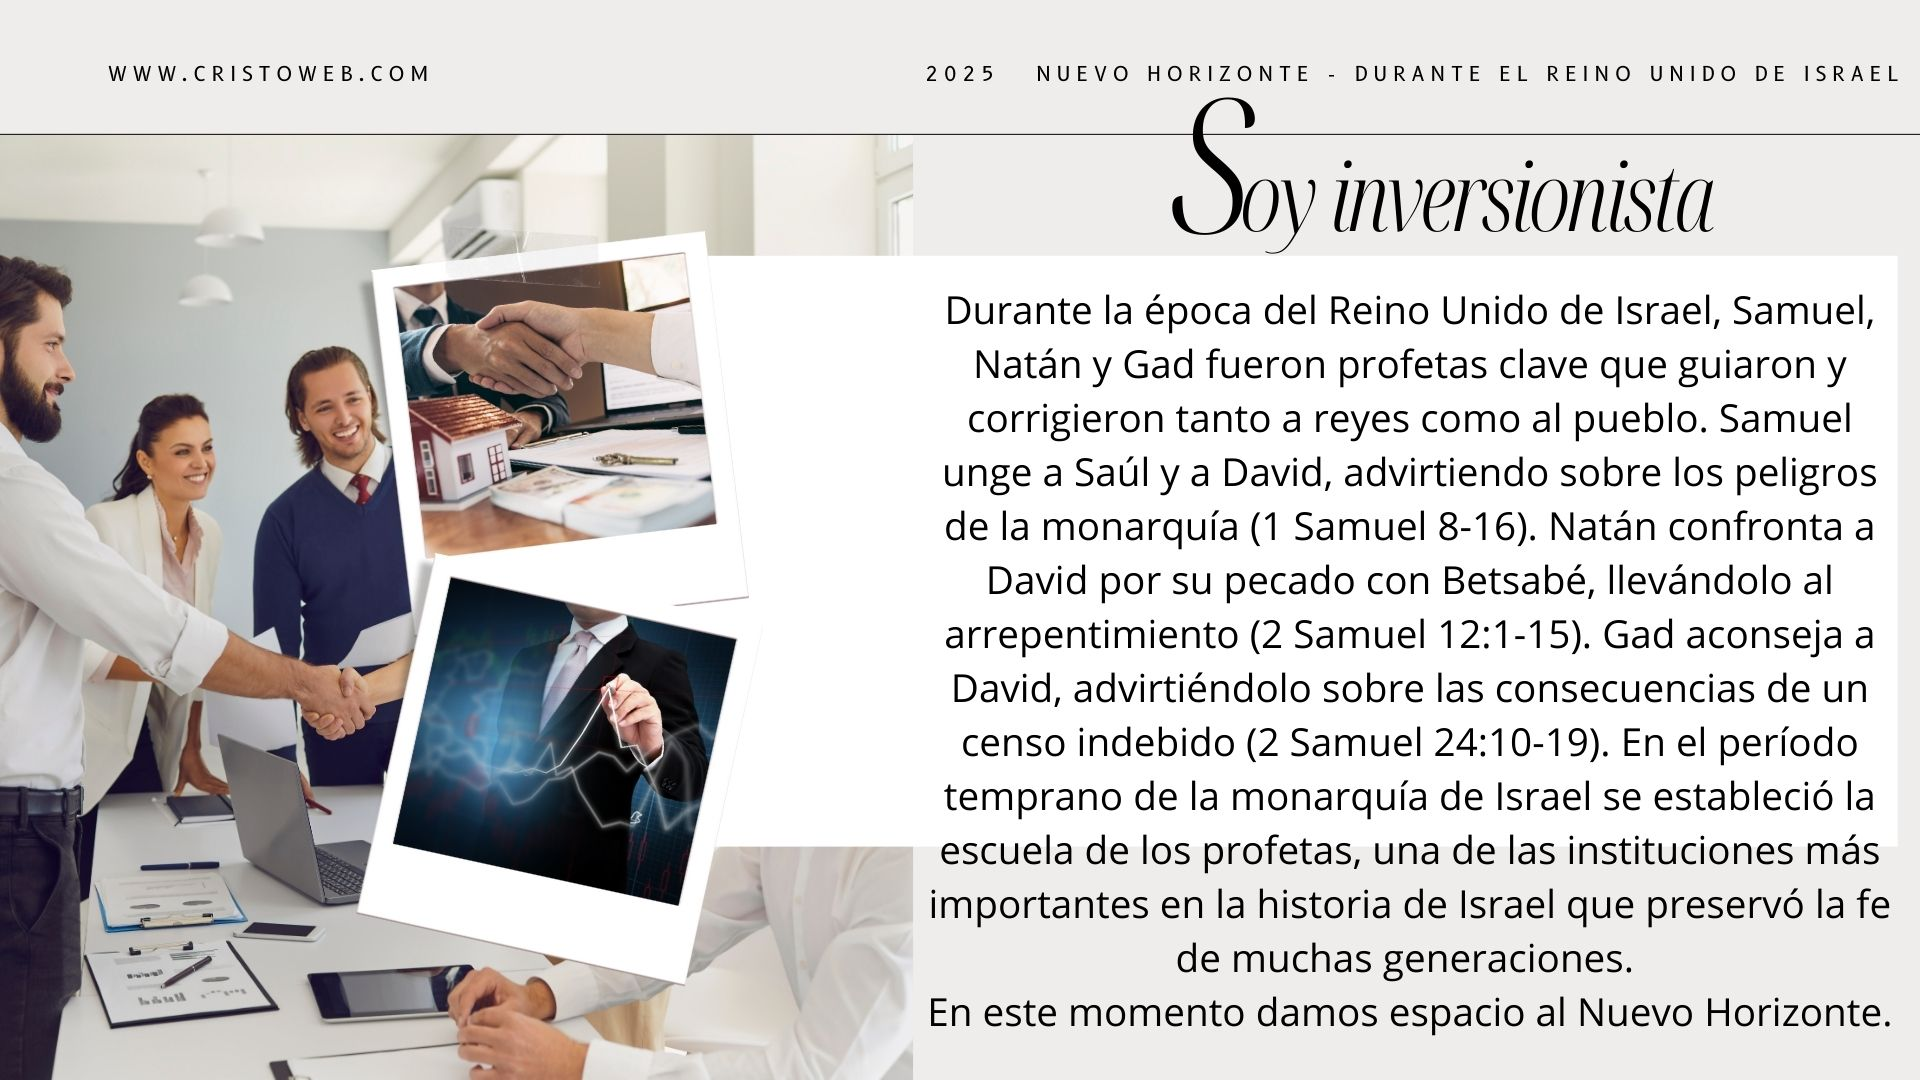 WWW.CRISTOWEB.COM
2025 NUEVO HORIZONTE - DURANTE EL REINO UNIDO DE ISRAEL
Soy inversionista
Durante la época del Reino Unido de Israel, Samuel,
Natán y Gad fueron profetas clave que guiaron y
corrigieron tanto a reyes como al pueblo. Samuel
unge a Saúl y a David, advirtiendo sobre los peligros
de la monarquía (1 Samuel 8-16). Natán confronta a
David por su pecado con Betsabé, llevándolo al
arrepentimiento (2 Samuel 12:1-15). Gad aconseja a
David, advirtiéndolo sobre las consecuencias de un
censo indebido (2 Samuel 24:10-19). En el período
temprano de la monarquía de Israel se estableció la
escuela de los profetas, una de las instituciones más
importantes en la historia de Israel que preservó la fe
de muchas generaciones.
En este momento damos espacio al Nuevo Horizonte.